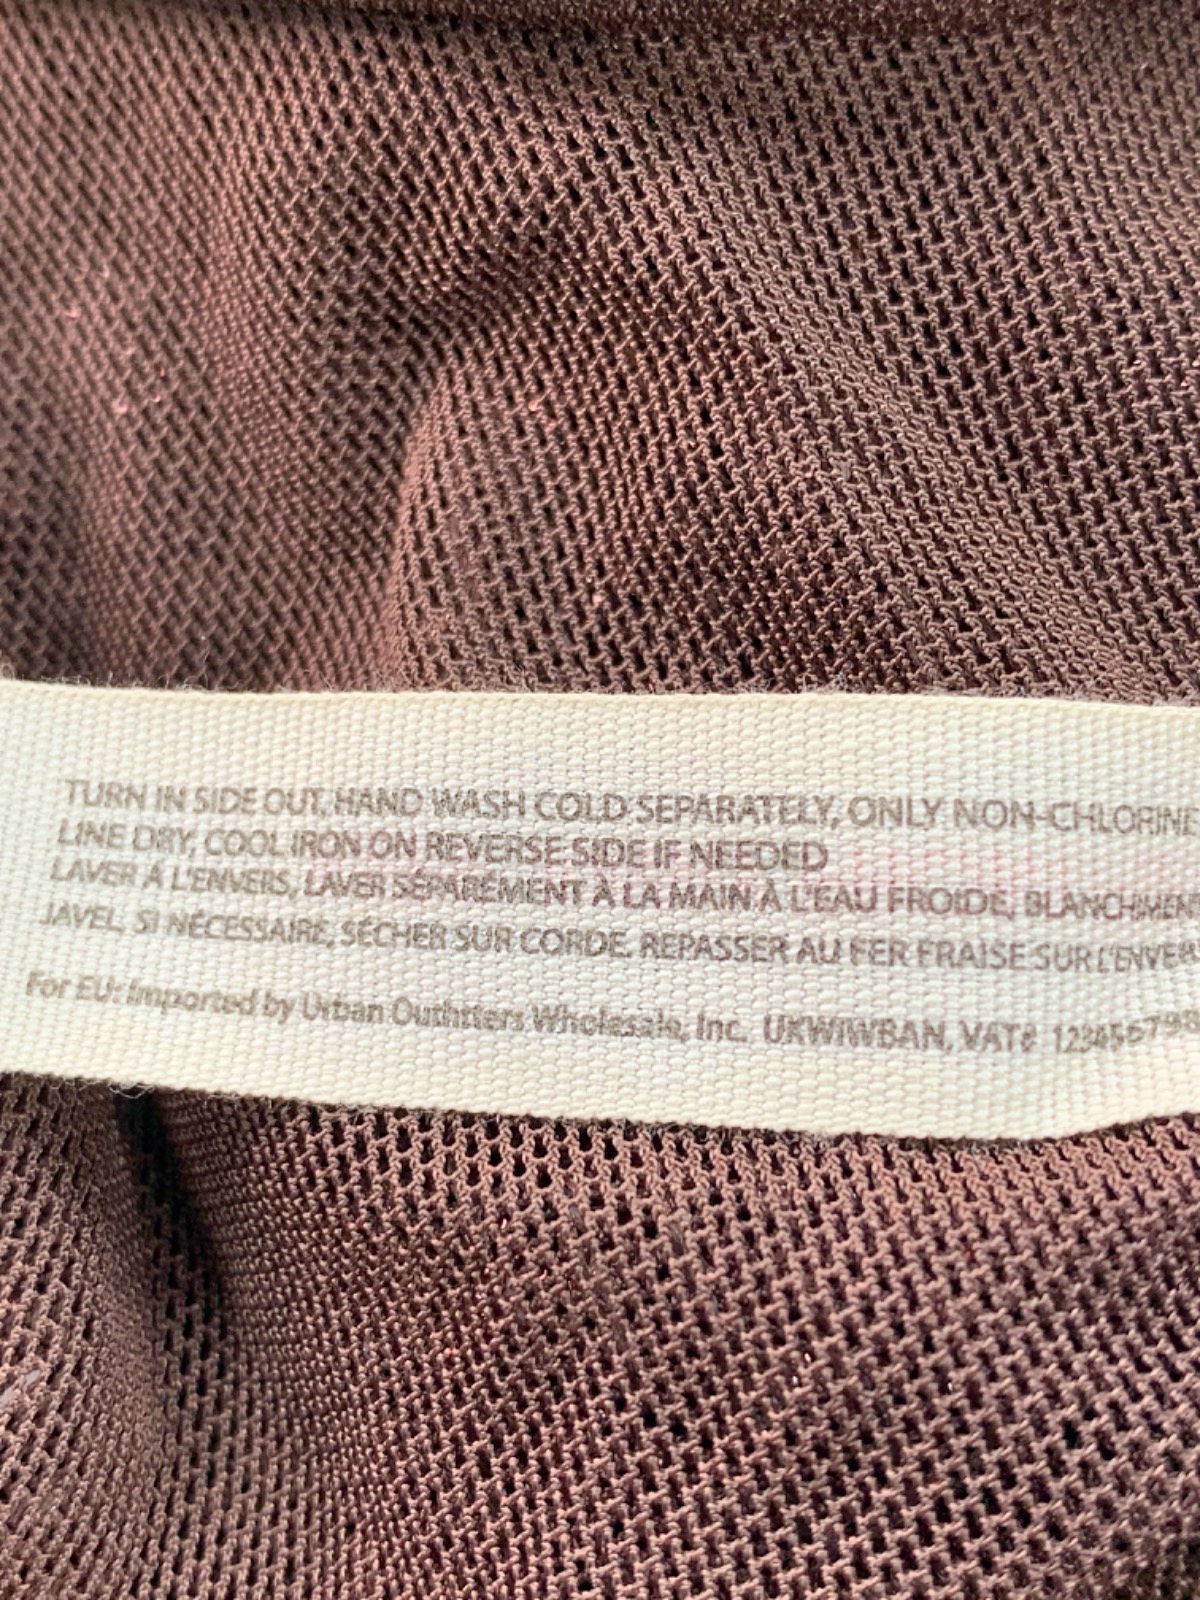 TURN IN SIDE OUT, HAND WASH COLD SEPARATELY, ONLY NON-CHLORINE
LINE DRY, COOL IRON ON REVERSE SIDE IF NEEDED
LAVER Á L'ENVERS, LAVER SÉPARÉMENT À LA MAIN À L'EAU FROIDE, BLANCHIMEN
JAVEL, SI NÉCESSAIRE, SÉCHER SUR CORDE. REPASSER AU FER FRAISE SUR L'ENVER
For EU: Imported by Urban Outfitters Wholesale, Inc. UKWIWBAN, VAT#